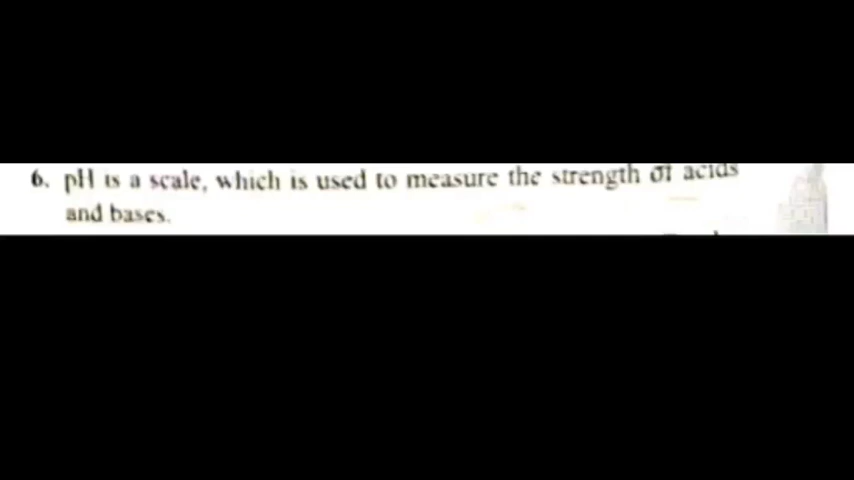 6. pH is a scale, which is used to measure the strength of acids
and bases.